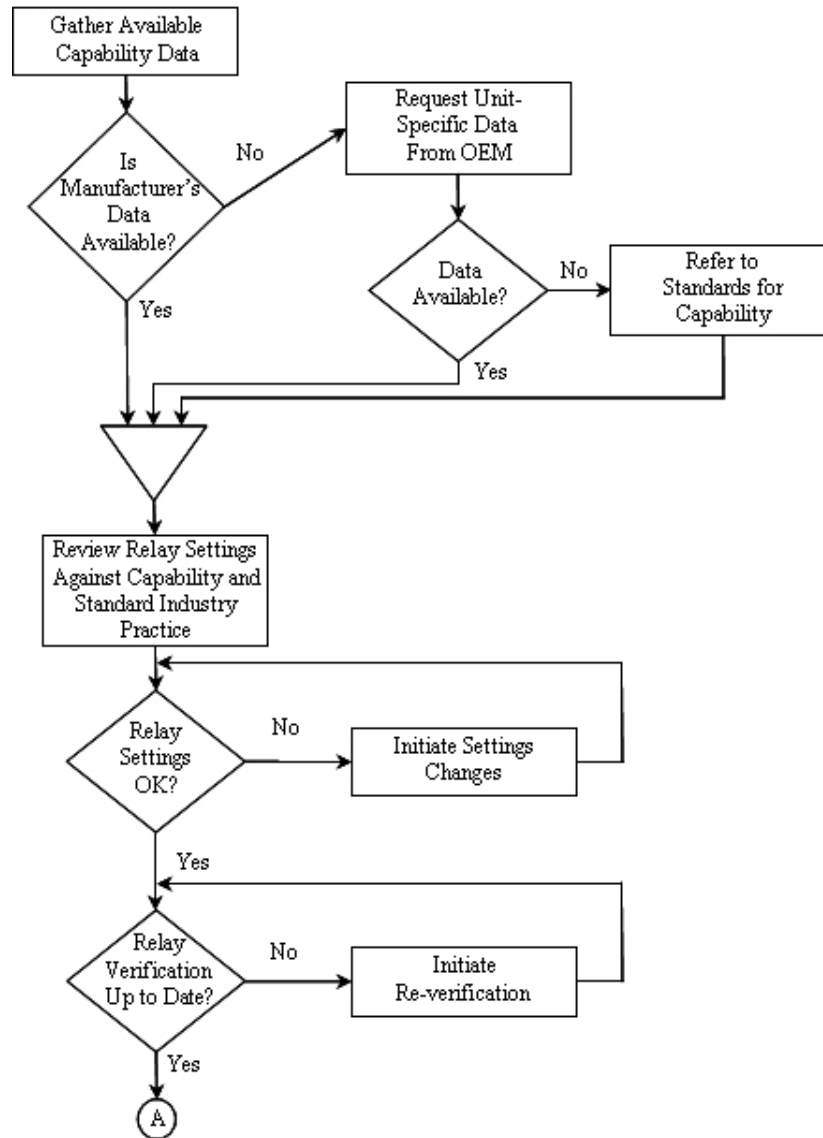 Gather Available
Capability Data
Is
Manufacturer's
Data
Available?
No
Request Unit-
Specific Data
From OEM
Yes
Data
Available?
No
Refer to
Standards for
Capability
Yes
Review Relay Settings
Against Capability and
Standard Industry
Practice
Relay
Settings
OK?
No
Initiate Settings
Changes
Yes
Relay
Verification
Up to Date?
No
Initiate
Re-verification
Yes
A